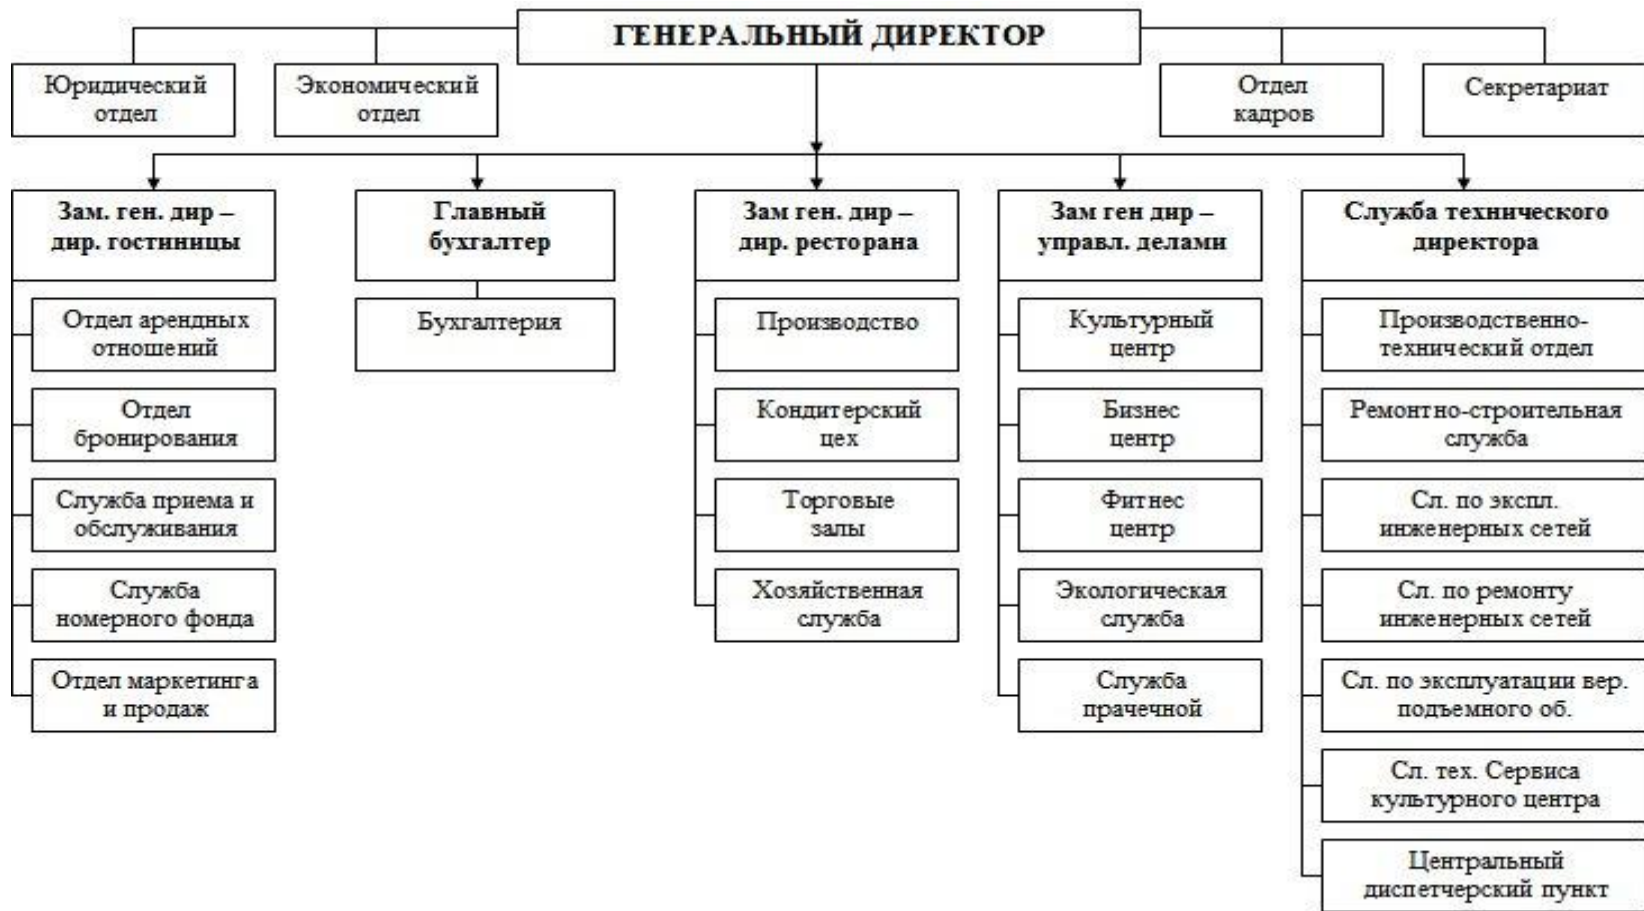 ГЕНЕРАЛЬНЫЙ ДИРЕКТОР
Юридический
отдел
Экономический
отдел
Отдел
кадров
Секретариат
Зам. ген. дир –
дир. гостиницы
Главный
бухгалтер
Зам ген. дир –
дир. ресторана
Зам ген дир –
управл. делами
Служба технического
директора
Отдел арендных
отношений
Отдел
бронирования
Служба приема и
обслуживания
Служба
номерного фонда
Отдел маркетинга
и продаж
Бухгалтерия
Производство
Кондитерский
цех
Торговые
залы
Хозяйственная
служба
Культурный
центр
Бизнес
центр
Фитнес
центр
Экологическая
служба
Служба
прачечной
Производственно-
технический отдел
Ремонтно-строительная
служба
Сл. по экспл.
инженерных сетей
Сл. по ремонту
инженерных сетей
Сл. по эксплуатации вер.
подъемного об.
Сл. тех. Сервиса
культурного центра
Центральный
диспетчерский пункт